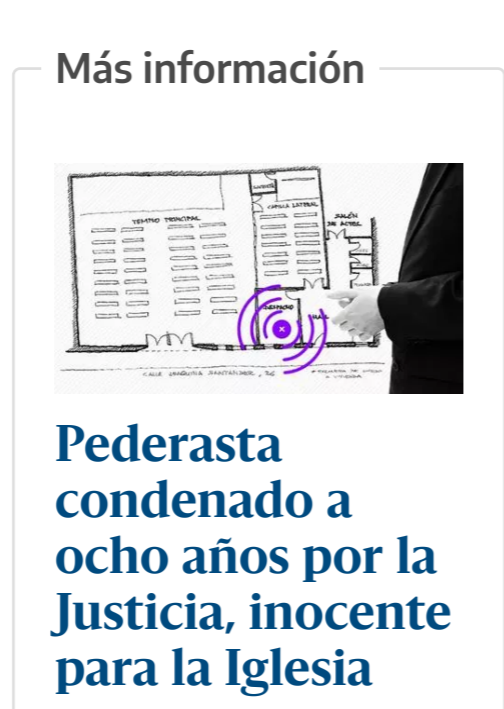 Más información
TEMPLO PRINCIPAL
CAPILLA LATERAL
SALÓN
DE ACTOS
DESPACHO
HALL
Pederasta
condenado a
ocho años por la
Justicia, inocente
para la Iglesia